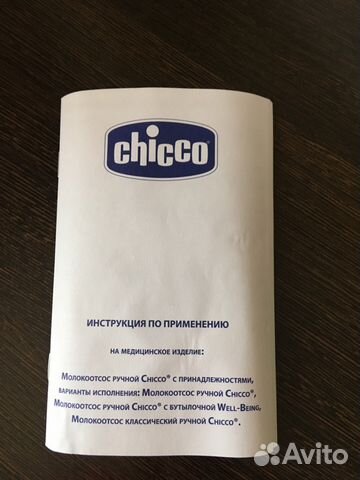 chicco
ИНСТРУКЦИЯ ПО ПРИМЕНЕНИЮ
НА МЕДИЦИНСКОЕ ИЗДЕЛИЕ:
МОЛОКООТСОС РУЧНОЙ CHICCO® С ПРИНАДЛЕЖНОСТЯМИ,
ВАРИАНТЫ ИСПОЛНЕНИЯ: МОЛОКООТСОС РУЧНОЙ CHICCO®,
МОЛОКООТСОС РУЧНОЙ CHICCO® С БУТЫЛОЧКОЙ WELL-BEING,
МОЛОКООТСОС КЛАССИЧЕСКИЙ РУЧНОЙ CHICCO®.
Avito